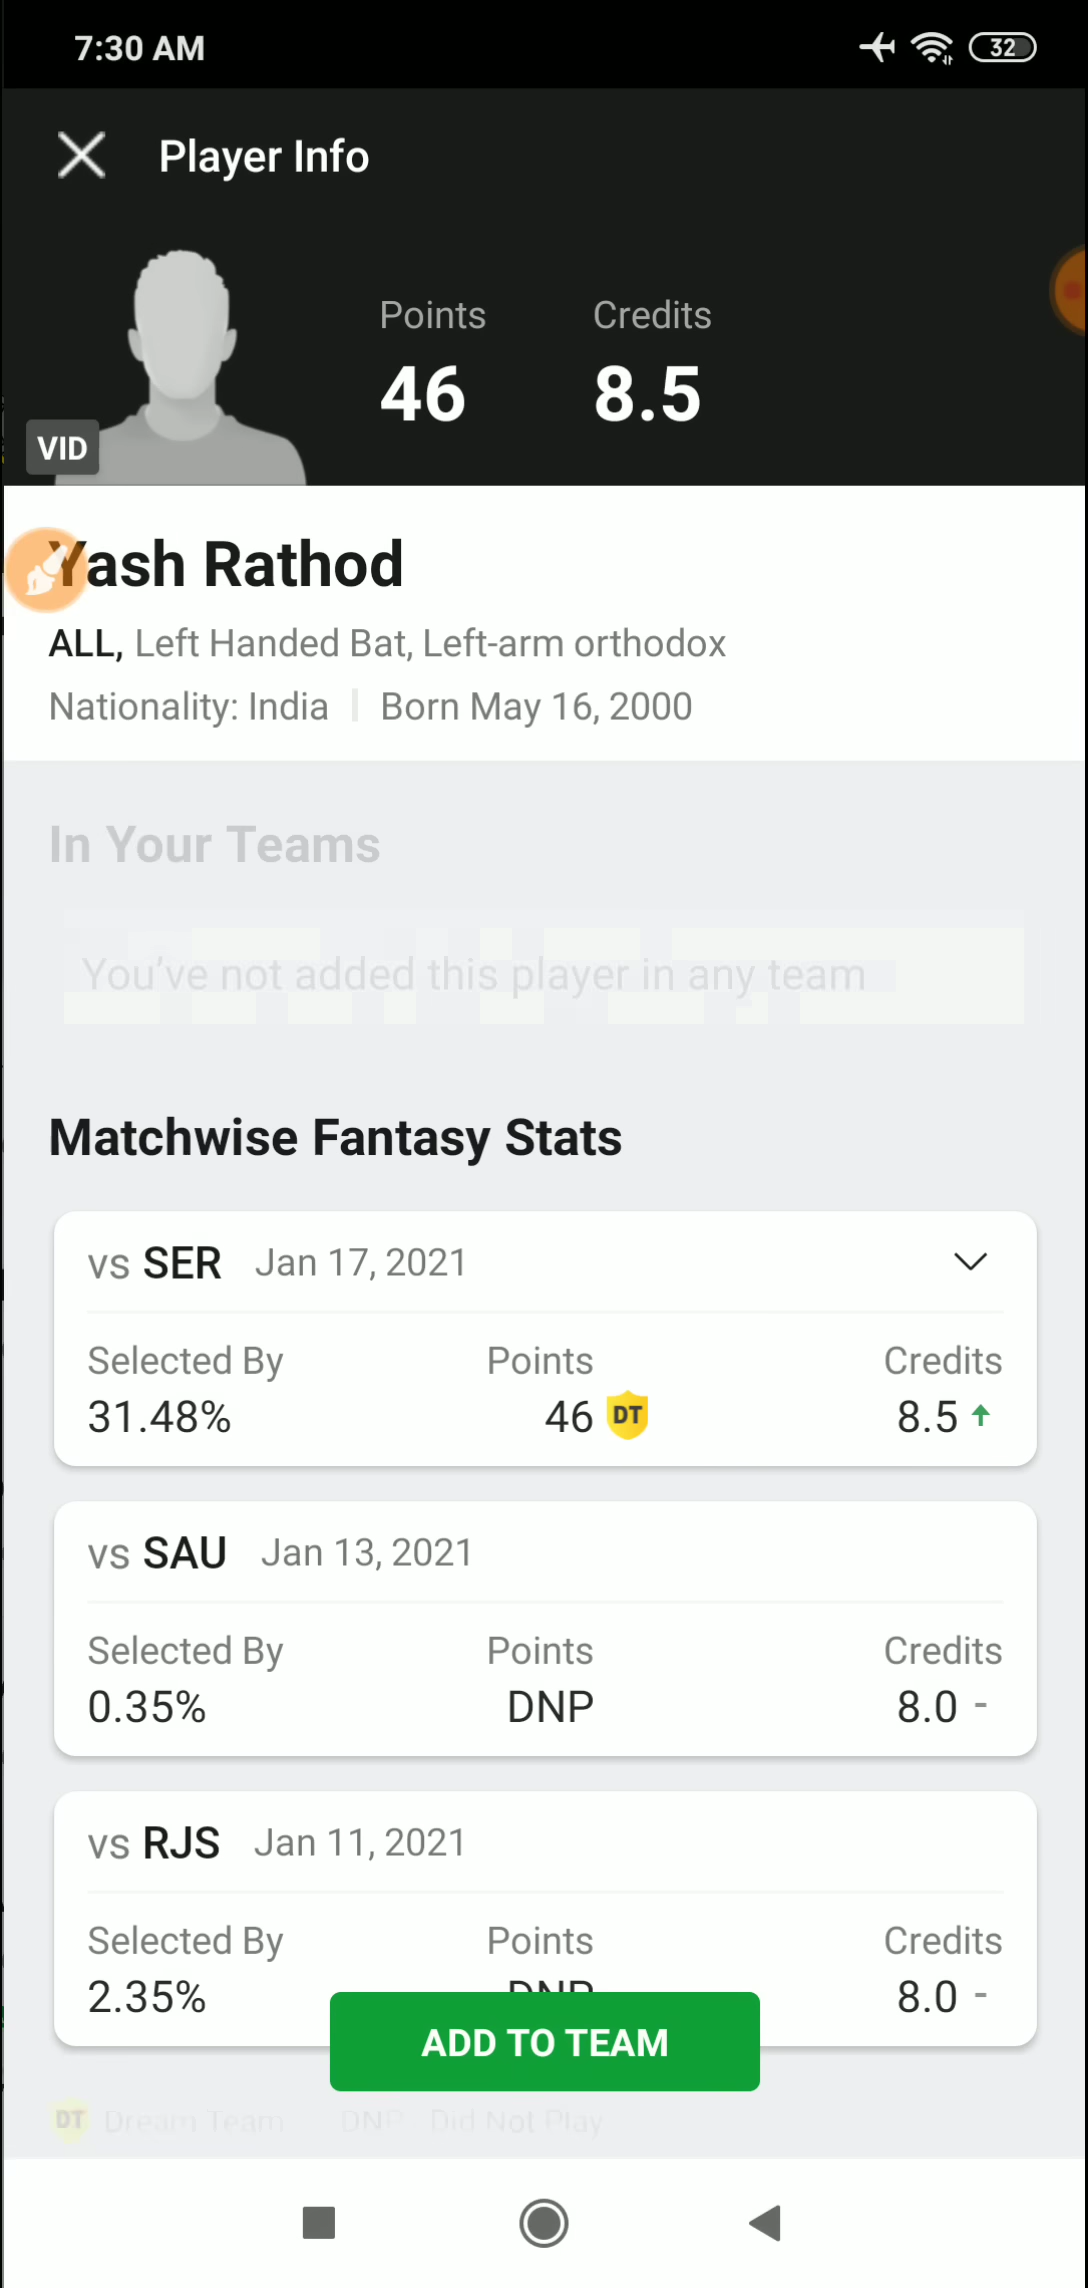 7:30 AM
32
Player Info
Points Credits
46 8.5
VID
Yash Rathod
ALL, Left Handed Bat, Left-arm orthodox
Nationality: India | Born May 16, 2000
In Your Teams
You've not added this player in any team
Matchwise Fantasy Stats
vs SER Jan 17, 2021
Selected By Points Credits
31.48% 46 DT 8.5
vs SAU Jan 13, 2021
Selected By Points Credits
0.35% DNP 8.0 -
vs RJS Jan 11, 2021
Selected By Points Credits
2.35% DNP 8.0 -
ADD TO TEAM
DT Dream Team DNP Did Not Play